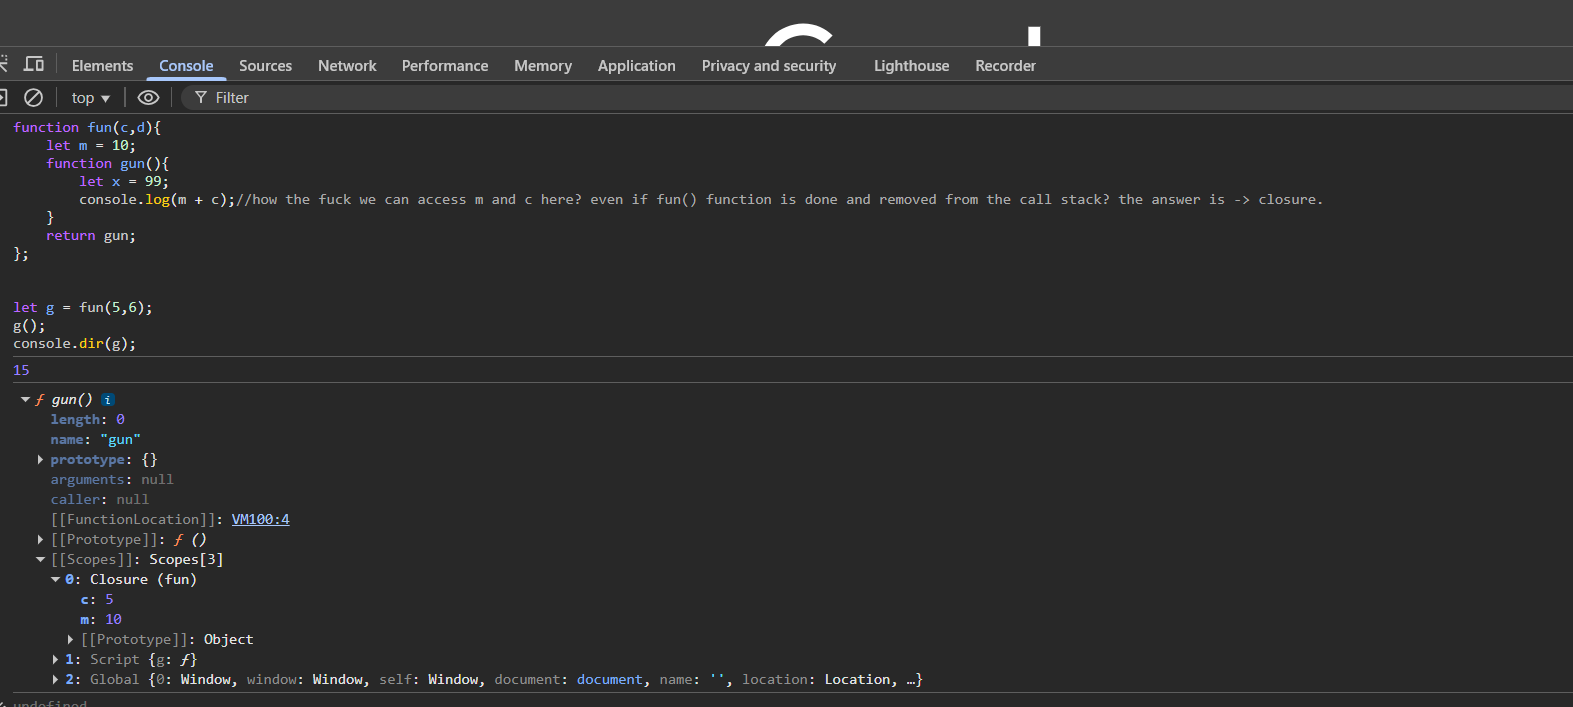 Elements Console Sources Network Performance Memory Application Privacy and security Lighthouse Recorder
top ▼ Filter
function fun(c,d){
    let m = 10;
    function gun(){
        let x = 99;
        console.log(m + c);//how the fuck we can access m and c here? even if fun() function is done and removed from the call stack? the answer is -> closure.
    }
    return gun;
};
let g = fun(5,6);
g();
console.dir(g);
15
▼ ƒ gun() i
length: 0
name: "gun"
▶ prototype: {}
arguments: null
caller: null
[[FunctionLocation]]: VM100:4
▶ [[Prototype]]: ƒ ()
▼ [[Scopes]]: Scopes[3]
▼ 0: Closure (fun)
c: 5
m: 10
▶ [[Prototype]]: Object
▶ 1: Script {g: ƒ}
▶ 2: Global {0: Window, window: Window, self: Window, document: document, name: '', location: Location, …}
undefined